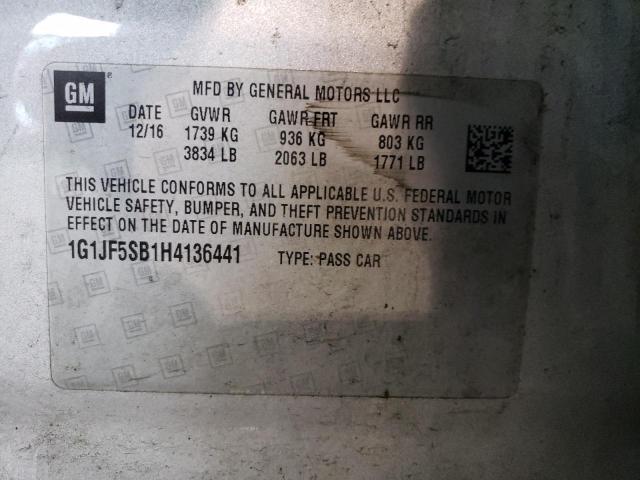 GM
MFD BY GENERAL MOTORS LLC
DATE GVWR GAWR FRT GAWR RR
12/16 1739 KG 936 KG 803 KG
3834 LB 2063 LB 1771 LB
THIS VEHICLE CONFORMS TO ALL APPLICABLE U.S. FEDERAL MOTOR
VEHICLE SAFETY, BUMPER, AND THEFT PREVENTION STANDARDS IN
EFFECT ON THE DATE OF MANUFACTURE SHOWN ABOVE.
1G1JF5SB1H4136441 TYPE: PASS CAR